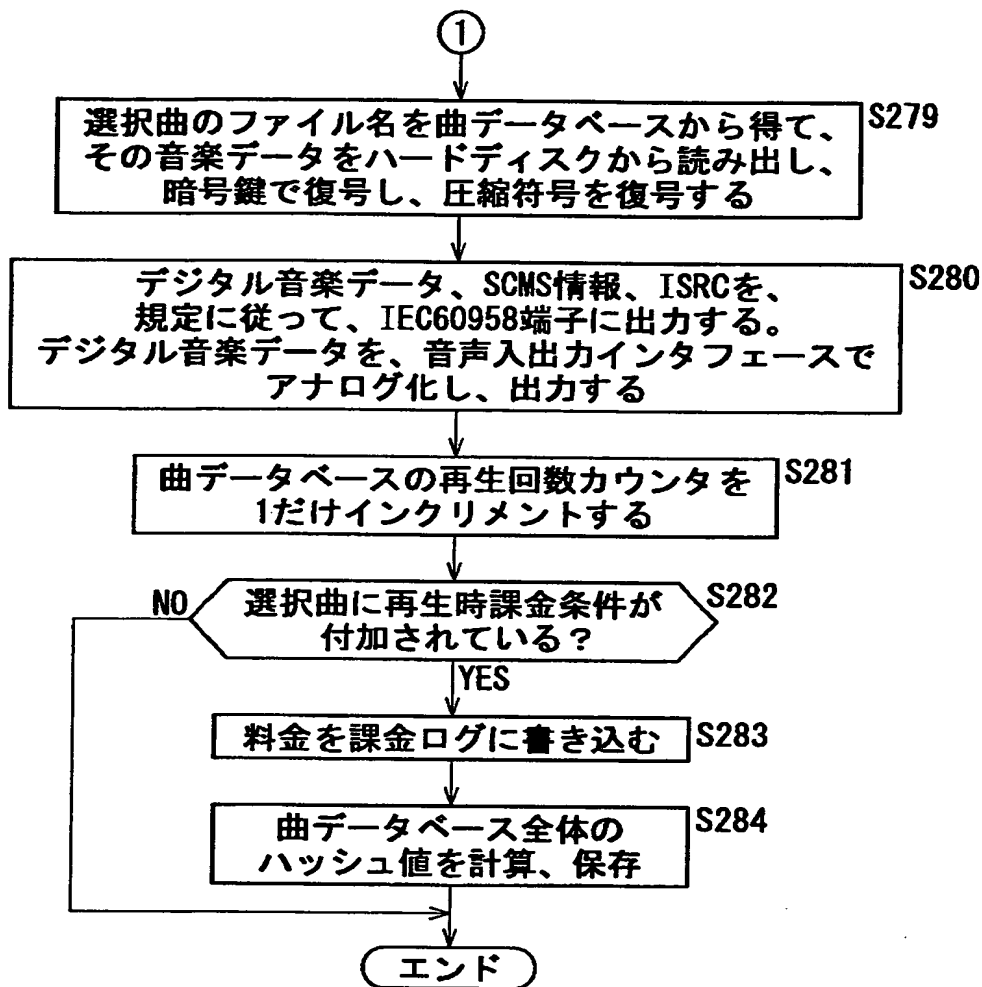 1
選択曲のファイル名を曲データベースから得て、
S279
その音楽データをハードディスクから読み出し、
暗号鍵で復号し、圧縮符号を復号する
デジタル音楽データ、SCMS情報、ISRCを、
S280
規定に従って、IEC60958端子に出力する。
デジタル音楽データを、音声入出力インタフェースで
アナログ化し、出力する
曲データベースの再生回数カウンタを
S281
1だけインクリメントする
NO
選択曲に再生時課金条件が
S282
付加されている?
YES
料金を課金ログに書き込む
S283
曲データベース全体の
S284
ハッシュ値を計算、保存
エンド